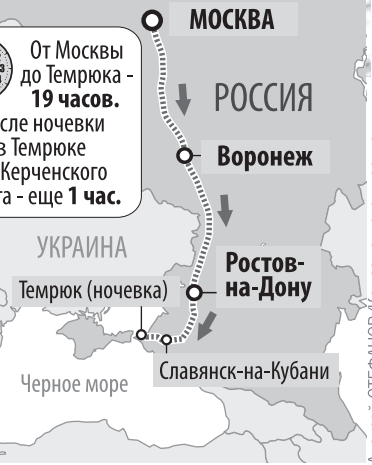 МОСКВА
От Москвы
до Темрюка -
19 часов.
сле ночевки
в Темрюке
Керченского
та - еще 1 час.
РОССИЯ
Воронеж
УКРАИНА
Ростов-
на-Дону
Темрюк (ночевка)
Славянск-на-Кубани
Черное море